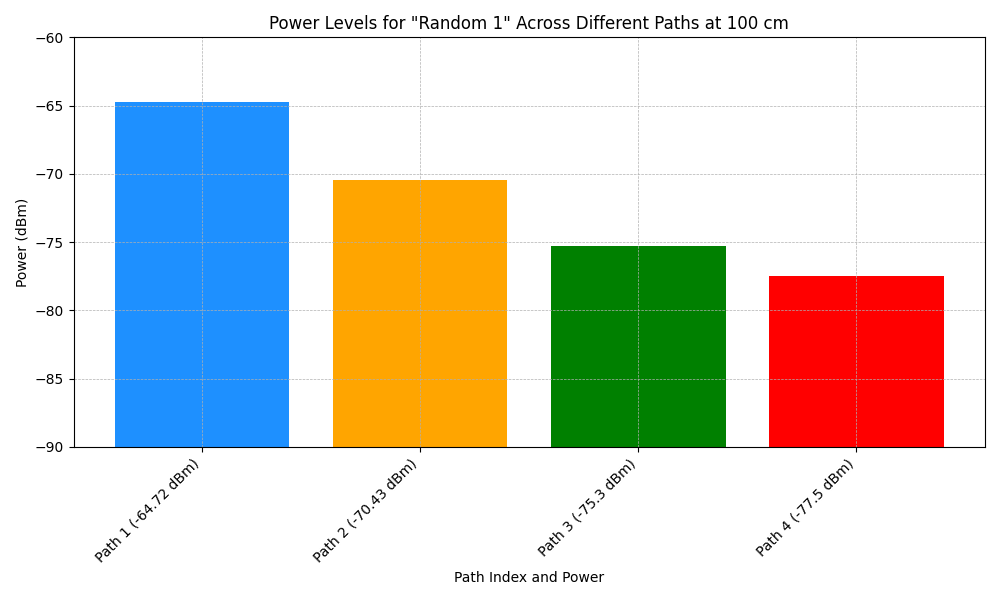 Power Levels for "Random 1" Across Different Paths at 100 cm
Power (dBm)
−60
−65
−70
−75
−80
−85
−90
Path 1 (-64.72 dBm)
Path 2 (-70.43 dBm)
Path 3 (-75.3 dBm)
Path 4 (-77.5 dBm)
Path Index and Power